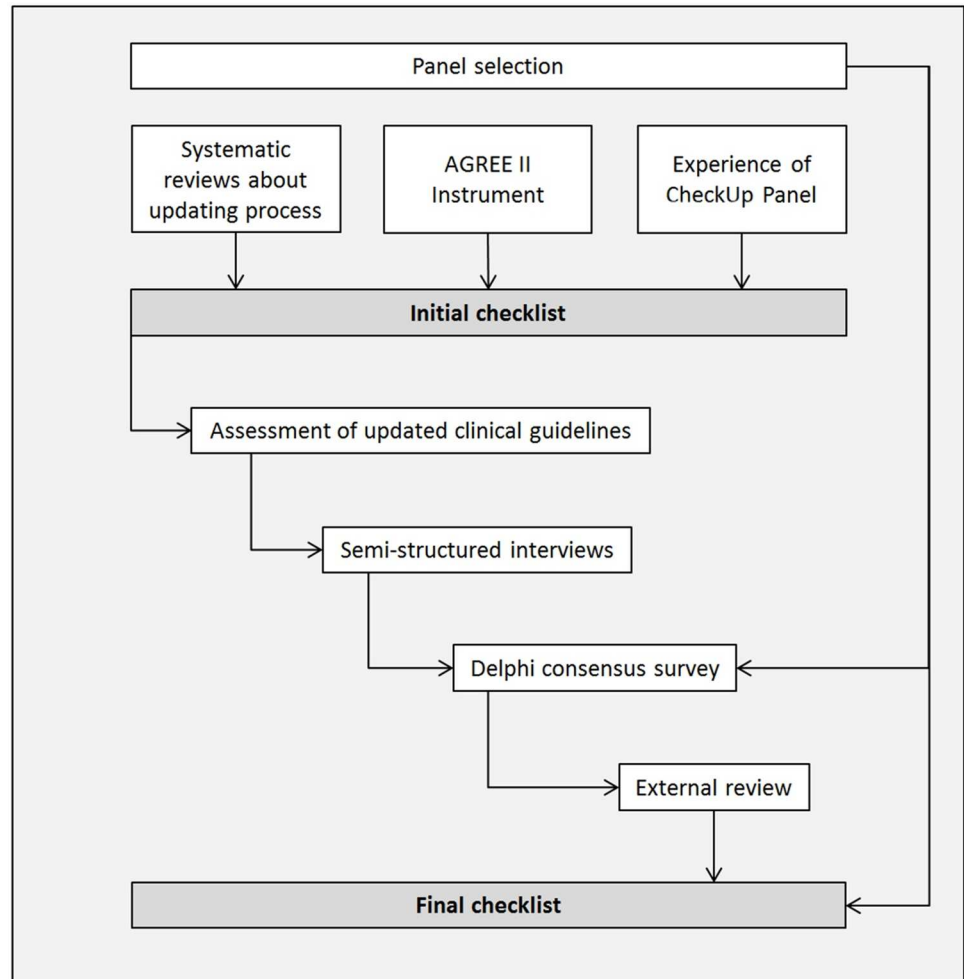 Panel selection
Systematic
reviews about
updating process
AGREE II
Instrument
Experience of
CheckUp Panel
Initial checklist
Assessment of updated clinical guidelines
Semi-structured interviews
Delphi consensus survey
External review
Final checklist